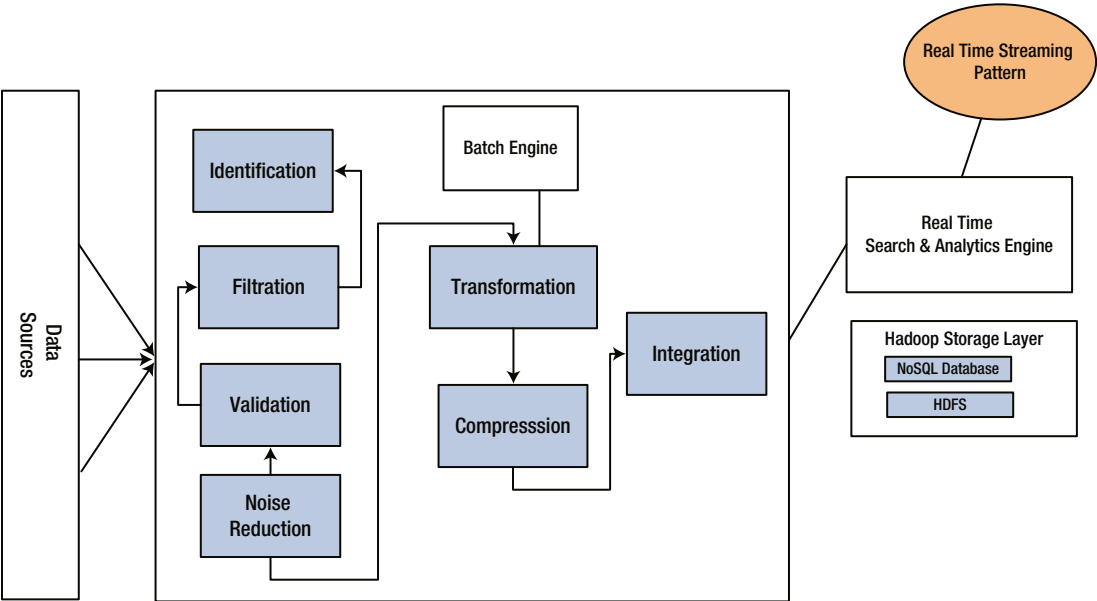 Real Time Streaming
Pattern
Data
Sources
Identification
Batch Engine
Real Time
Search & Analytics Engine
Filtration
Transformation
Integration
Hadoop Storage Layer
NoSQL Database
HDFS
Validation
Compresssion
Noise
Reduction